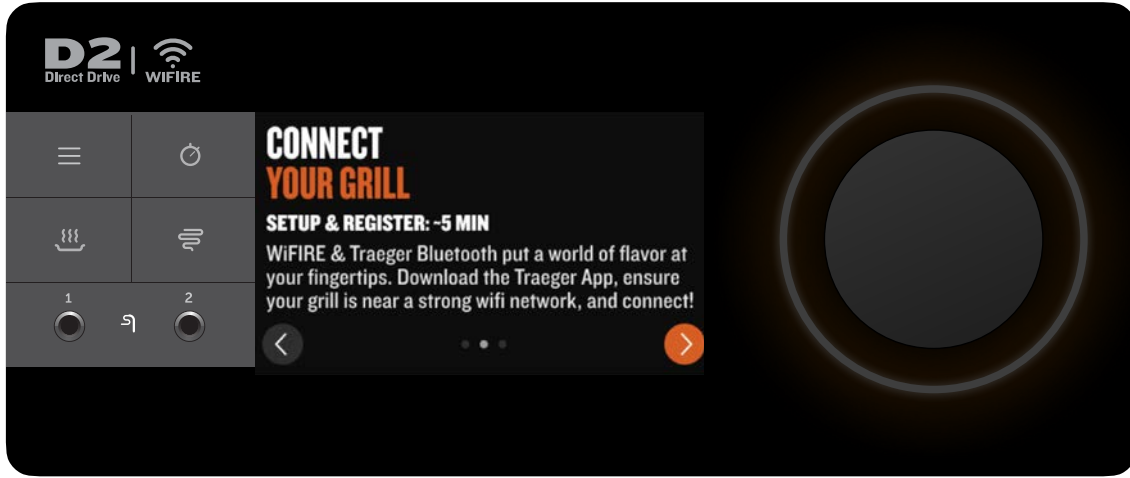 D2
Direct Drive
WiFIRE
CONNECT
YOUR GRILL
SETUP & REGISTER: ~5 MIN
WiFIRE & Traeger Bluetooth put a world of flavor at
your fingertips. Download the Traeger App, ensure
your grill is near a strong wifi network, and connect!
1
2